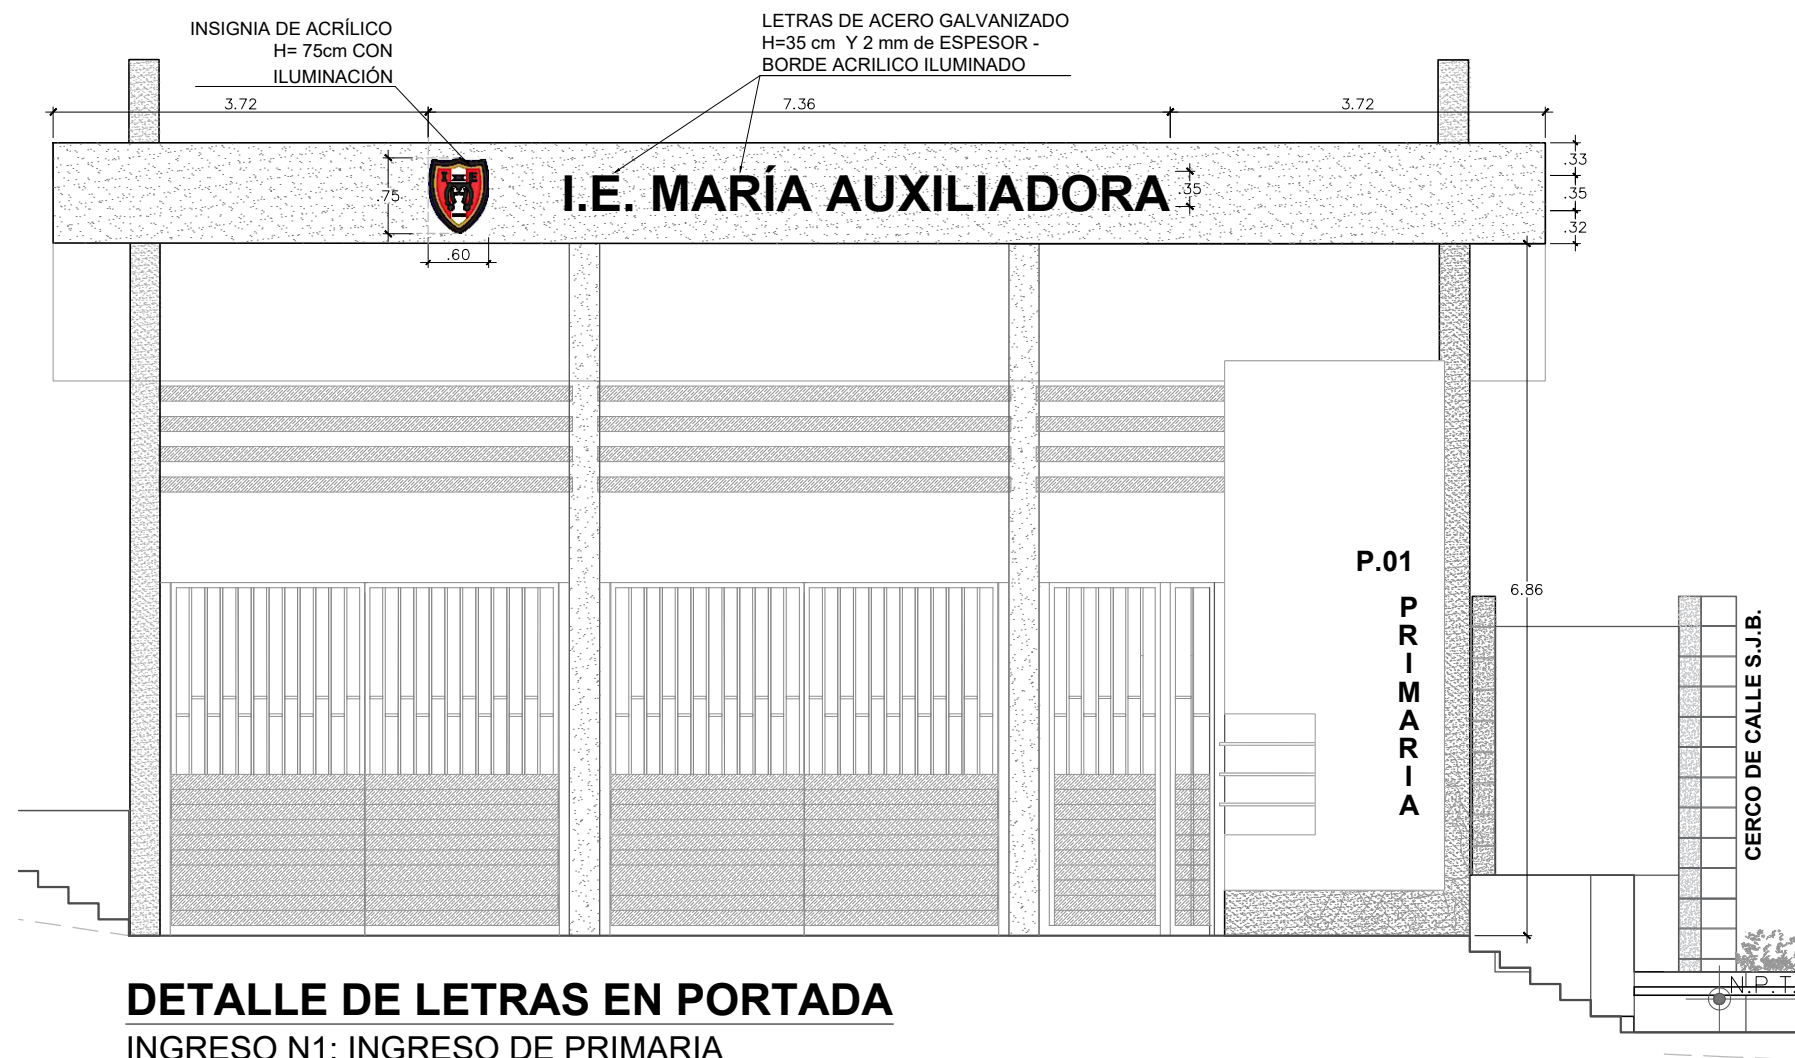 INSIGNIA DE ACRÍLICO
H= 75cm CON
ILUMINACIÓN
LETRAS DE ACERO GALVANIZADO
H=35 cm Y 2 mm de ESPESOR -
BORDE ACRILICO ILUMINADO
3.72
7.36
3.72
.75
I E
I.E. MARÍA AUXILIADORA
.35
.33
.35
.32
.60
P.01
PRIMARIA
6.86
CERCO DE CALLE S.J.B.
N.P.T.
DETALLE DE LETRAS EN PORTADA
INGRESO N1: INGRESO DE PRIMARIA